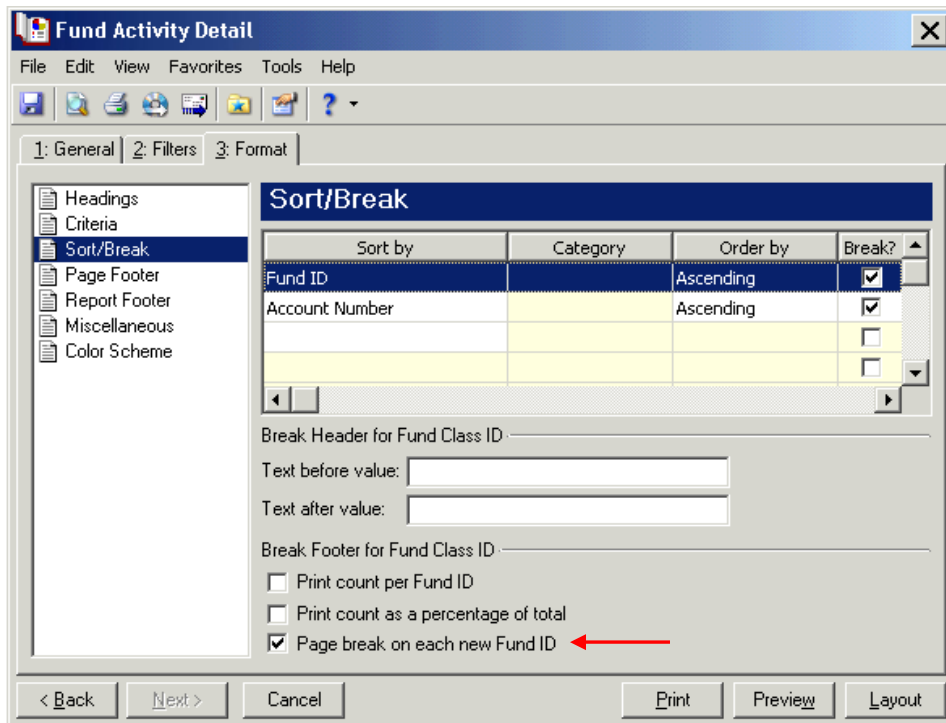 Fund Activity Detail
File Edit View Favorites Tools Help
1: General 2: Filters 3: Format
Headings
Criteria
Sort/Break
Page Footer
Report Footer
Miscellaneous
Color Scheme
Sort/Break
Sort by Category Order by Break?
Fund ID Ascending
Account Number Ascending
Break Header for Fund Class ID
Text before value:
Text after value:
Break Footer for Fund Class ID
Print count per Fund ID
Print count as a percentage of total
Page break on each new Fund ID
< Back Next > Cancel Print Preview Layout